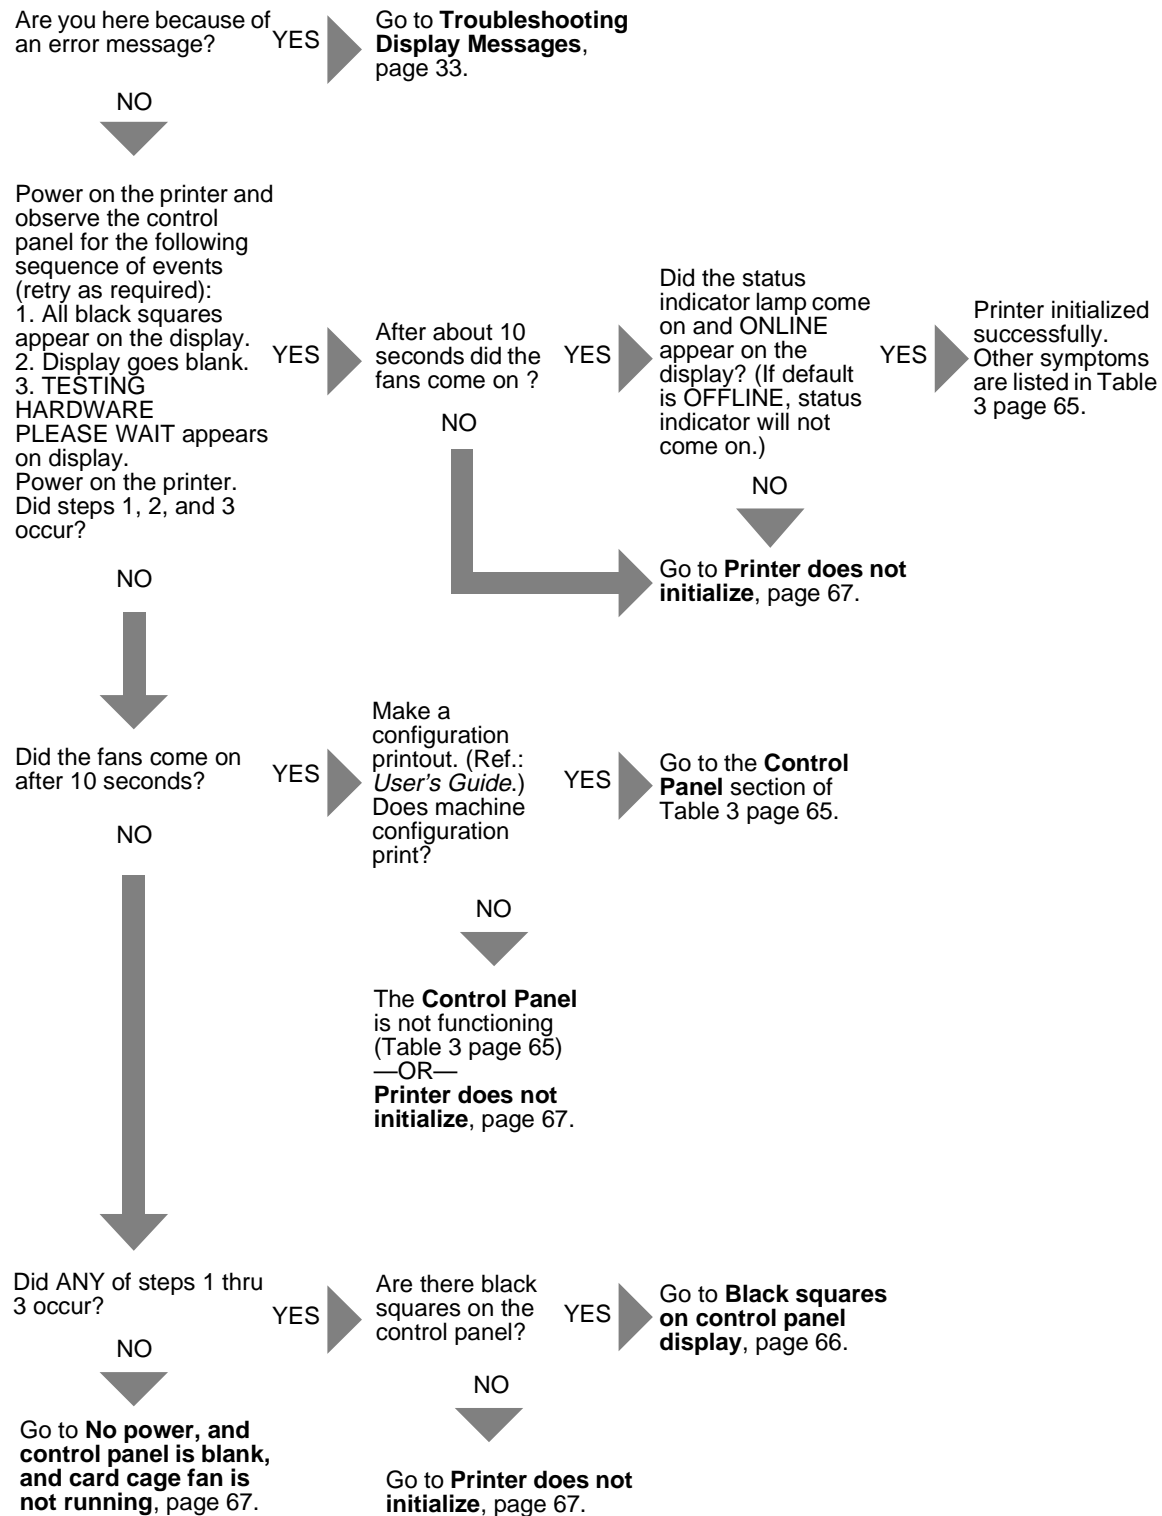 Are you here because of
an error message?
YES
Go to Troubleshooting
Display Messages,
page 33.
NO
Power on the printer and
observe the control
panel for the following
sequence of events
(retry as required):
1. All black squares
appear on the display.
2. Display goes blank.
3. TESTING
HARDWARE
PLEASE WAIT appears
on display.
Power on the printer.
Did steps 1, 2, and 3
occur?
YES
After about 10
seconds did the
fans come on ?
YES
Did the status
indicator lamp come
on and ONLINE
appear on the
display? (If default
is OFFLINE, status
indicator will not
come on.)
YES
Printer initialized
successfully.
Other symptoms
are listed in Table
3 page 65.
NO
NO
Go to Printer does not
initialize, page 67.
NO
Did the fans come on
after 10 seconds?
YES
Make a
configuration
printout. (Ref.:
User's Guide.)
Does machine
configuration
print?
YES
Go to the Control
Panel section of
Table 3 page 65.
NO
NO
The Control Panel
is not functioning
(Table 3 page 65)
—OR—
Printer does not
initialize, page 67.
Did ANY of steps 1 thru
3 occur?
YES
Are there black
squares on the
control panel?
YES
Go to Black squares
on control panel
display, page 66.
NO
NO
Go to No power, and
control panel is blank,
and card cage fan is
not running, page 67.
Go to Printer does not
initialize, page 67.